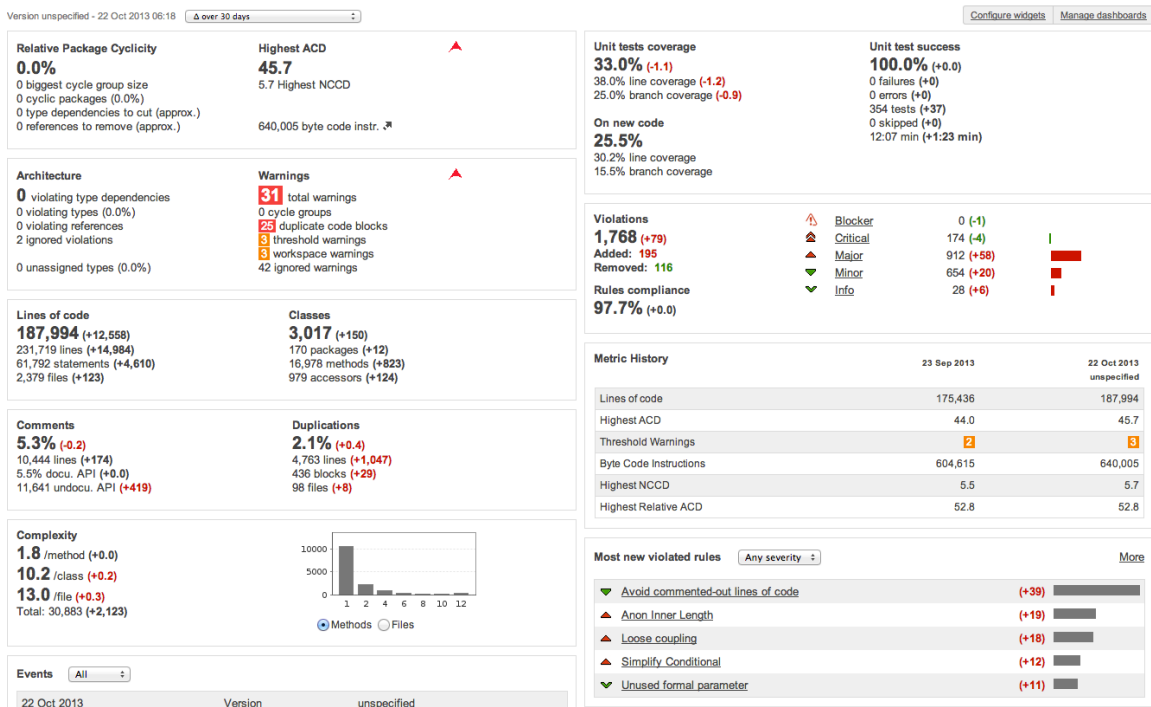 Version unspecified - 22 Oct 2013 06:18 Δ over 30 days
Configure widgets Manage dashboards
Relative Package Cyclicity
0.0%
0 biggest cycle group size
0 cyclic packages (0.0%)
0 type dependencies to cut (approx.)
0 references to remove (approx.)
Highest ACD
45.7
5.7 Highest NCCD
640,005 byte code instr.
Architecture
0 violating type dependencies
0 violating types (0.0%)
0 violating references
2 ignored violations
0 unassigned types (0.0%)
Warnings
31 total warnings
0 cycle groups
25 duplicate code blocks
3 threshold warnings
3 workspace warnings
42 ignored warnings
Lines of code
187,994 (+12,558)
231,719 lines (+14,984)
61,792 statements (+4,610)
2,379 files (+123)
Classes
3,017 (+150)
170 packages (+12)
16,978 methods (+823)
979 accessors (+124)
Comments
5.3% (-0.2)
10,444 lines (+174)
5.5% docu. API (+0.0)
11,641 undocu. API (+419)
Duplications
2.1% (+0.4)
4,763 lines (+1,047)
436 blocks (+29)
98 files (+8)
Complexity
1.8 /method (+0.0)
10.2 /class (+0.2)
13.0 /file (+0.3)
Total: 30,883 (+2,123)
10000
5000
0
1 2 4 6 8 10 12
Methods Files
Events All
22 Oct 2013 Version unspecified
Unit tests coverage
33.0% (-1.1)
38.0% line coverage (-1.2)
25.0% branch coverage (-0.9)
On new code
25.5%
30.2% line coverage
15.5% branch coverage
Unit test success
100.0% (+0.0)
0 failures (+0)
0 errors (+0)
354 tests (+37)
0 skipped (+0)
12:07 min (+1:23 min)
Violations
1,768 (+79)
Added: 195
Removed: 116
Rules compliance
97.7% (+0.0)
Blocker 0 (-1)
Critical 174 (-4)
Major 912 (+58)
Minor 654 (+20)
Info 28 (+6)
Metric History 23 Sep 2013 22 Oct 2013
unspecified
Lines of code 175,436 187,994
Highest ACD 44.0 45.7
Threshold Warnings 2 3
Byte Code Instructions 604,615 640,005
Highest NCCD 5.5 5.7
Highest Relative ACD 52.8 52.8
Most new violated rules Any severity More
Avoid commented-out lines of code (+39)
Anon Inner Length (+19)
Loose coupling (+18)
Simplify Conditional (+12)
Unused formal parameter (+11)